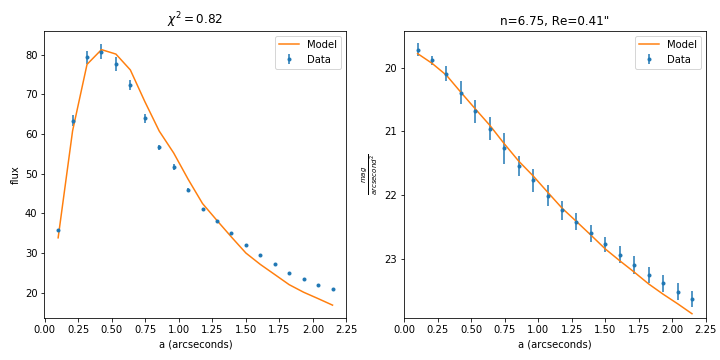 χ² = 0.82
Model
Data
flux
80
70
60
50
40
30
20
0.00 0.25 0.50 0.75 1.00 1.25 1.50 1.75 2.00 2.25
a (arcseconds)
n=6.75, Re=0.41"
Model
Data
mag
arcsecond²
20
21
22
23
0.00 0.25 0.50 0.75 1.00 1.25 1.50 1.75 2.00 2.25
a (arcseconds)